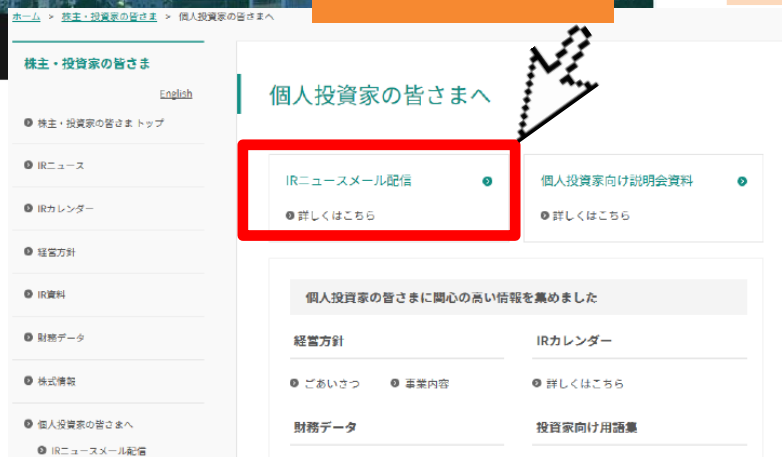 ホーム > 株主・投資家の皆さま > 個人投資家の皆さまへ
株主・投資家の皆さま
English
株主・投資家の皆さま トップ
IRニュース
IRカレンダー
経営方針
IR資料
財務データ
株式情報
個人投資家の皆さまへ
IRニュースメール配信
個人投資家の皆さまへ
IRニュースメール配信
詳しくはこちら
個人投資家向け説明会資料
詳しくはこちら
個人投資家の皆さまに関心の高い情報を集めました
経営方針
ごあいさつ 事業内容
IRカレンダー
詳しくはこちら
財務データ
投資家向け用語集